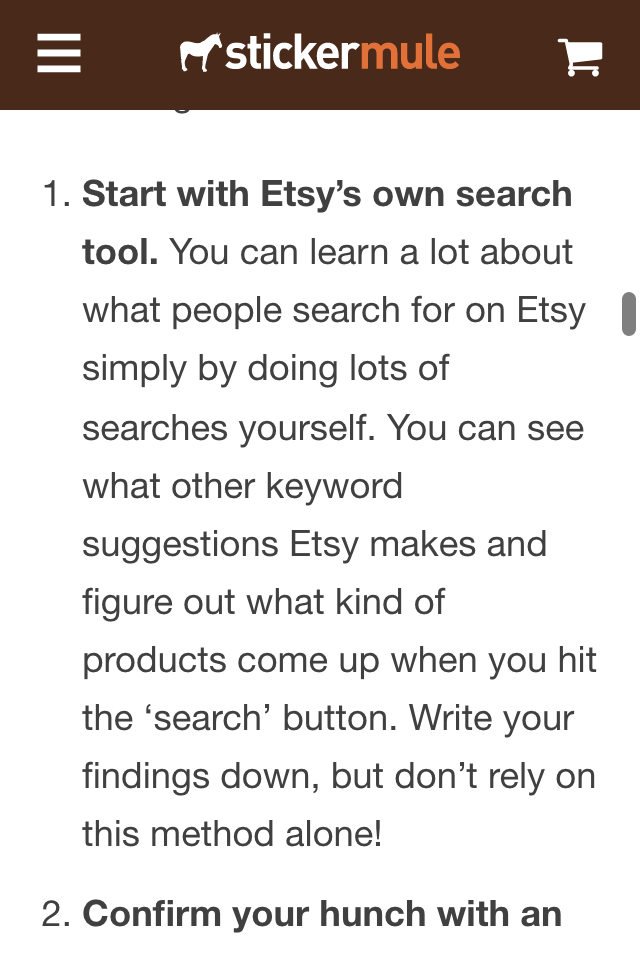 stickermule
1. Start with Etsy’s own search
tool. You can learn a lot about
what people search for on Etsy
simply by doing lots of
searches yourself. You can see
what other keyword
suggestions Etsy makes and
figure out what kind of
products come up when you hit
the ‘search’ button. Write your
findings down, but don’t rely on
this method alone!
2. Confirm your hunch with an